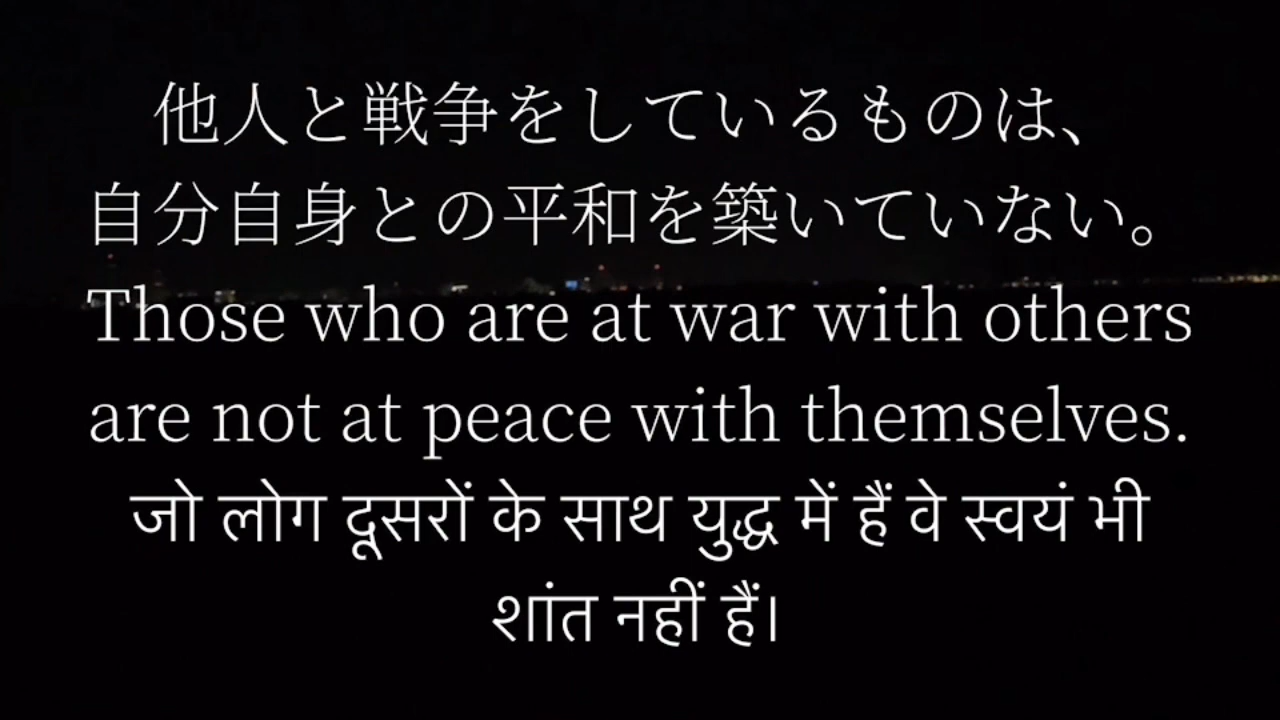 他人と戦争をしているものは、
自分自身との平和を築いていない。
Those who are at war with others
are not at peace with themselves.
जो लोग दूसरों के साथ युद्ध में हैं वे स्वयं भी
शांत नहीं हैं।